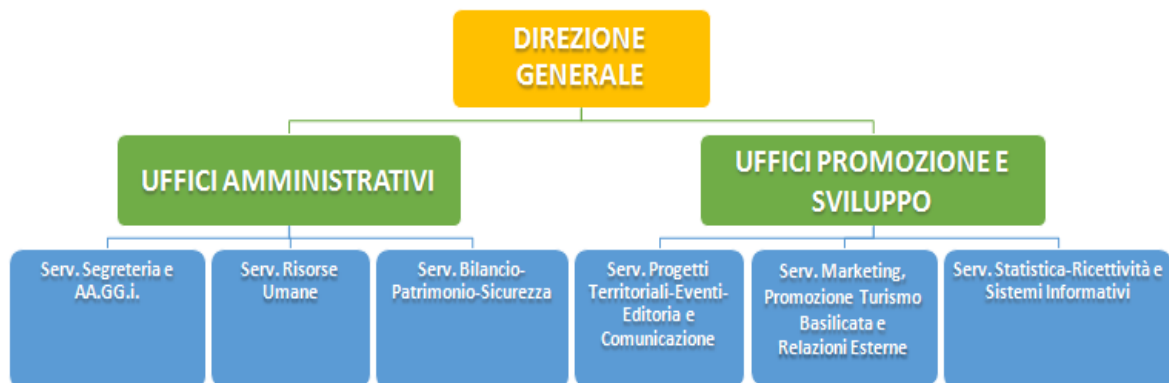 DIREZIONE
GENERALE
UFFICI AMMINISTRATIVI
UFFICI PROMOZIONE E
SVILUPPO
Serv. Segreteria e
AA.GG.i.
Serv. Risorse
Umane
Serv. Bilancio-
Patrimonio-Sicurezza
Serv. Progetti
Territoriali-Eventi-
Editoria e
Comunicazione
Serv. Marketing,
Promozione Turismo
Basilicata e
Relazioni Esterne
Serv. Statistica-Ricettività e
Sistemi Informativi